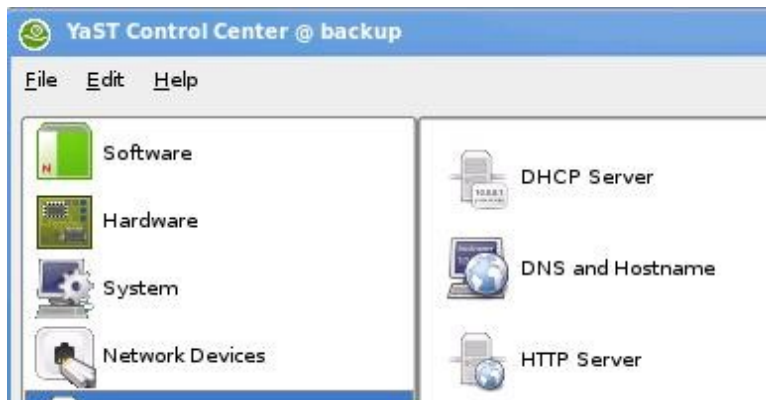 YaST Control Center @ backup
File Edit Help
Software
Hardware
System
Network Devices
DHCP Server
DNS and Hostname
HTTP Server